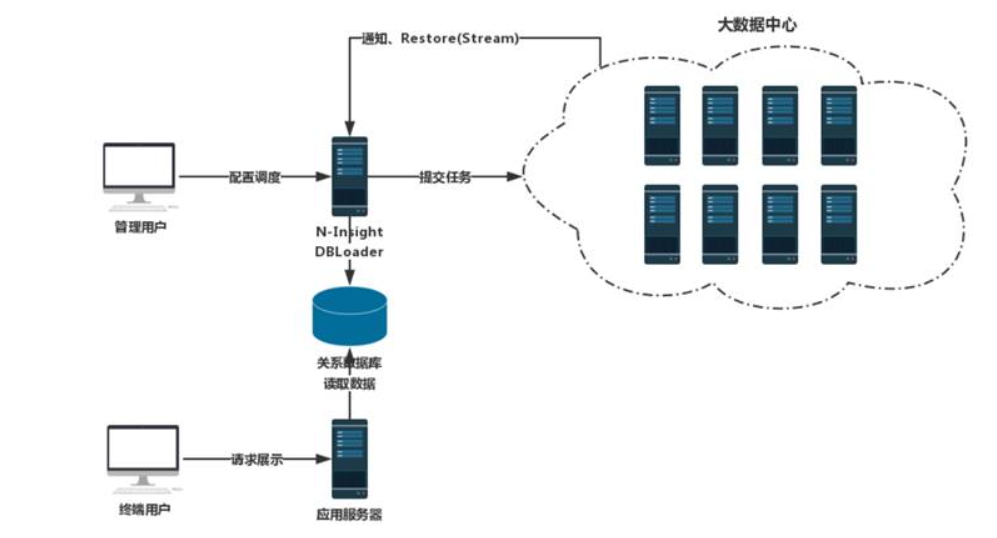 大数据中心
通知、Restore(Stream)
配置调度
提交任务
管理用户
N-Insight
DBLoader
关系数据库
读取数据
请求展示
终端用户
应用服务器